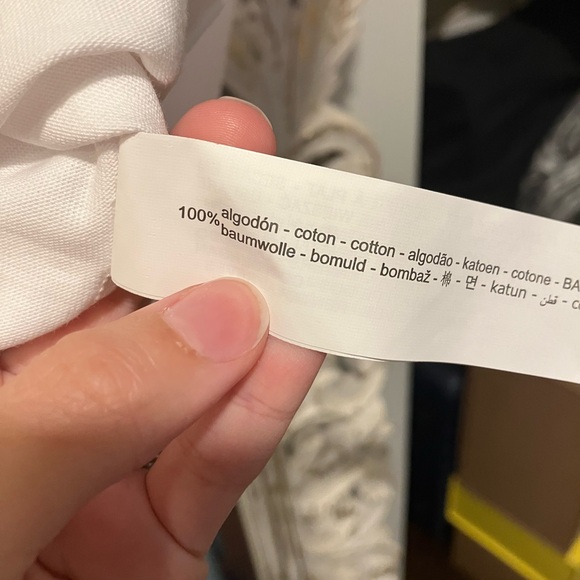 100% algodón - coton - cotton - algodão - katoen - cotone - BA
baumwolle - bomuld - bombaž - 棉 - 면 - katun - قطن - c